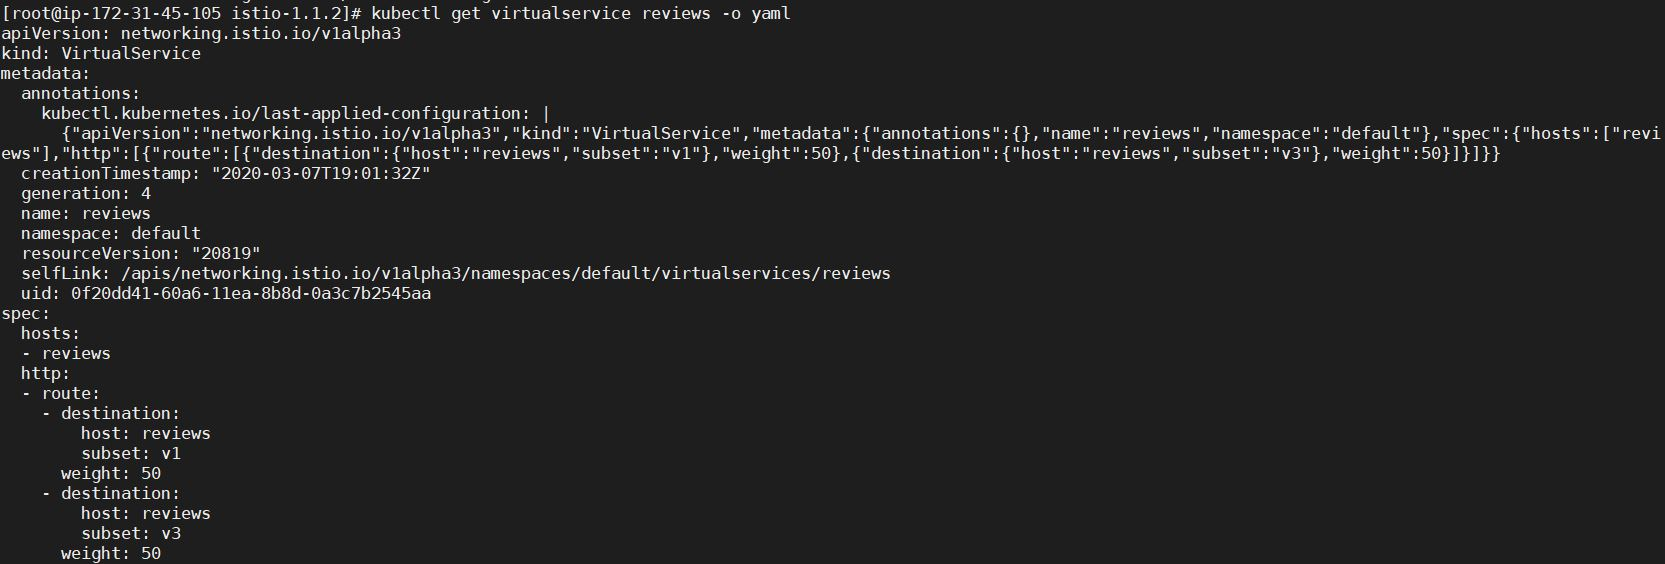 [root@ip-172-31-45-105 istio-1.1.2]# kubectl get virtualservice reviews -o yaml
apiVersion: networking.istio.io/v1alpha3
kind: VirtualService
metadata:
  annotations:
    kubectl.kubernetes.io/last-applied-configuration: |
      {"apiVersion":"networking.istio.io/v1alpha3","kind":"VirtualService","metadata":{"annotations":{},"name":"reviews","namespace":"default"},"spec":{"hosts":["revi
ews"],"http":[{"route":[{"destination":{"host":"reviews","subset":"v1"},"weight":50},{"destination":{"host":"reviews","subset":"v3"},"weight":50}]}]}}
  creationTimestamp: "2020-03-07T19:01:32Z"
  generation: 4
  name: reviews
  namespace: default
  resourceVersion: "20819"
  selfLink: /apis/networking.istio.io/v1alpha3/namespaces/default/virtualservices/reviews
  uid: 0f20dd41-60a6-11ea-8b8d-0a3c7b2545aa
spec:
  hosts:
  - reviews
  http:
  - route:
    - destination:
        host: reviews
        subset: v1
      weight: 50
    - destination:
        host: reviews
        subset: v3
      weight: 50